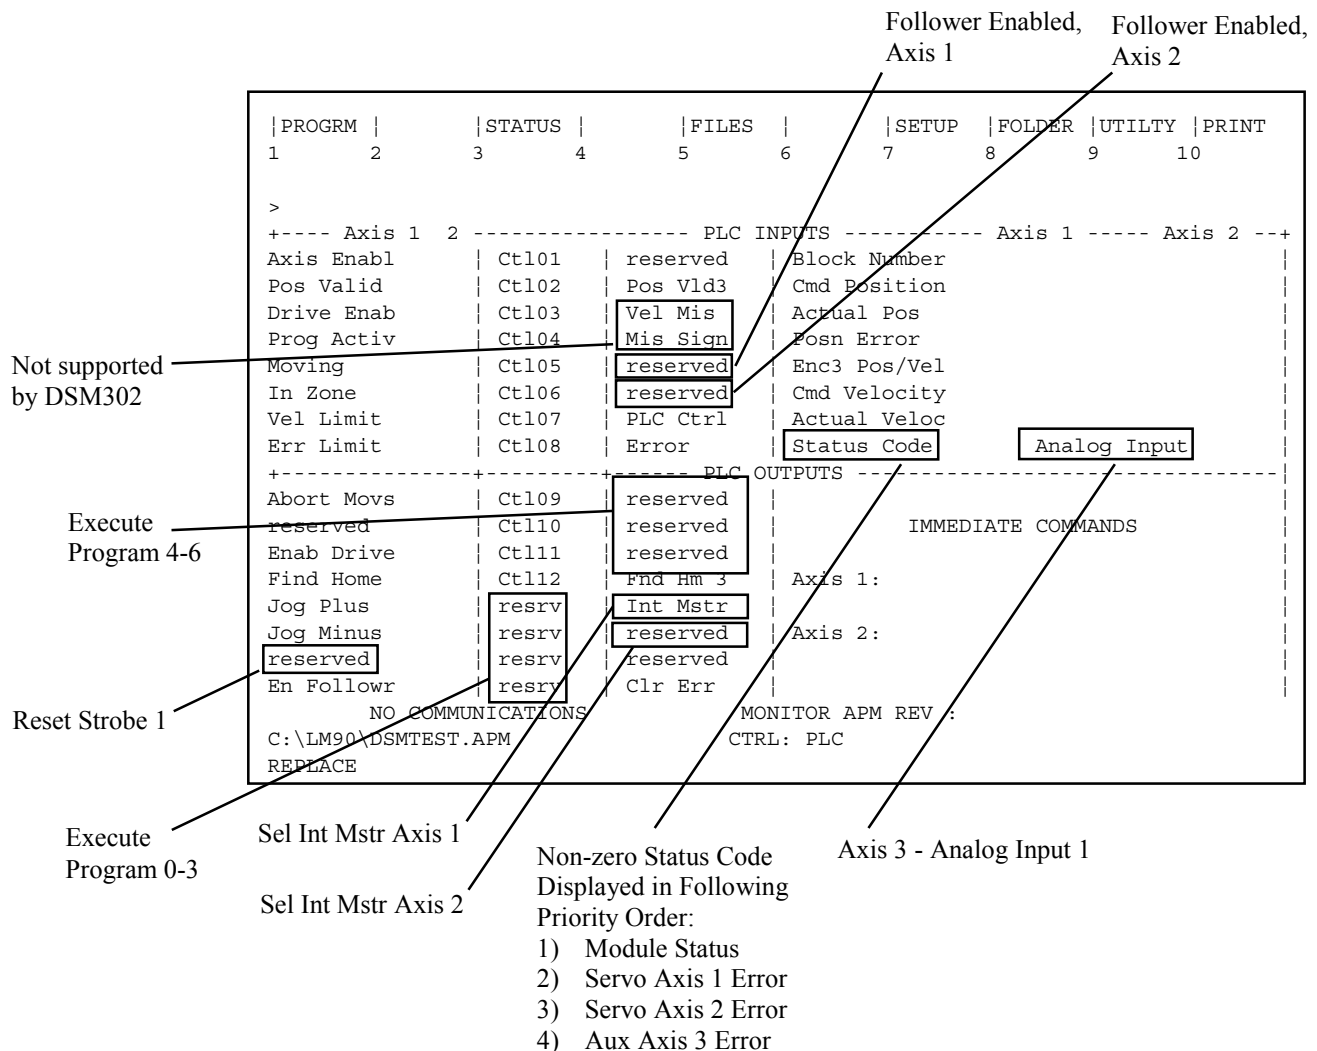 Follower Enabled,
Axis 1
Follower Enabled,
Axis 2
|PROGRM | |STATUS | |FILES | |SETUP |FOLDER |UTILTY |PRINT
1 2 3 4 5 6 7 8 9 10
>
+---- Axis 1 2 ----------------- PLC INPUTS ----------- Axis 1 ----- Axis 2 --+
Axis Enabl | Ctl01 | reserved | Block Number |
Pos Valid | Ctl02 | Pos Vld3 | Cmd Position |
Drive Enab | Ctl03 | Vel Mis | Actual Pos |
Prog Activ | Ctl04 | Mis Sign | Posn Error |
Moving | Ctl05 | reserved | Enc3 Pos/Vel |
In Zone | Ctl06 | reserved | Cmd Velocity |
Vel Limit | Ctl07 | PLC Ctrl | Actual Veloc |
Err Limit | Ctl08 | Error | Status Code Analog Input |
+---------------+---------+------ PLC OUTPUTS -------------------------------|
Abort Movs | Ctl09 | reserved | |
reserved | Ctl10 | reserved | IMMEDIATE COMMANDS |
Enab Drive | Ctl11 | reserved | |
Find Home | Ctl12 | Fnd Hm 3 | Axis 1: |
Jog Plus | resrv | Int Mstr | |
Jog Minus | resrv | reserved | Axis 2: |
reserved | resrv | reserved | |
En Followr | resrv | Clr Err | |
NO COMMUNICATIONS MONITOR APM REV :
C:\LM90\DSMTEST.APM CTRL: PLC
REPLACE
Not supported
by DSM302
Execute
Program 4-6
Reset Strobe 1
Execute
Program 0-3
Sel Int Mstr Axis 1
Sel Int Mstr Axis 2
Non-zero Status Code
Displayed in Following
Priority Order:
1) Module Status
2) Servo Axis 1 Error
3) Servo Axis 2 Error
4) Aux Axis 3 Error
Axis 3 - Analog Input 1